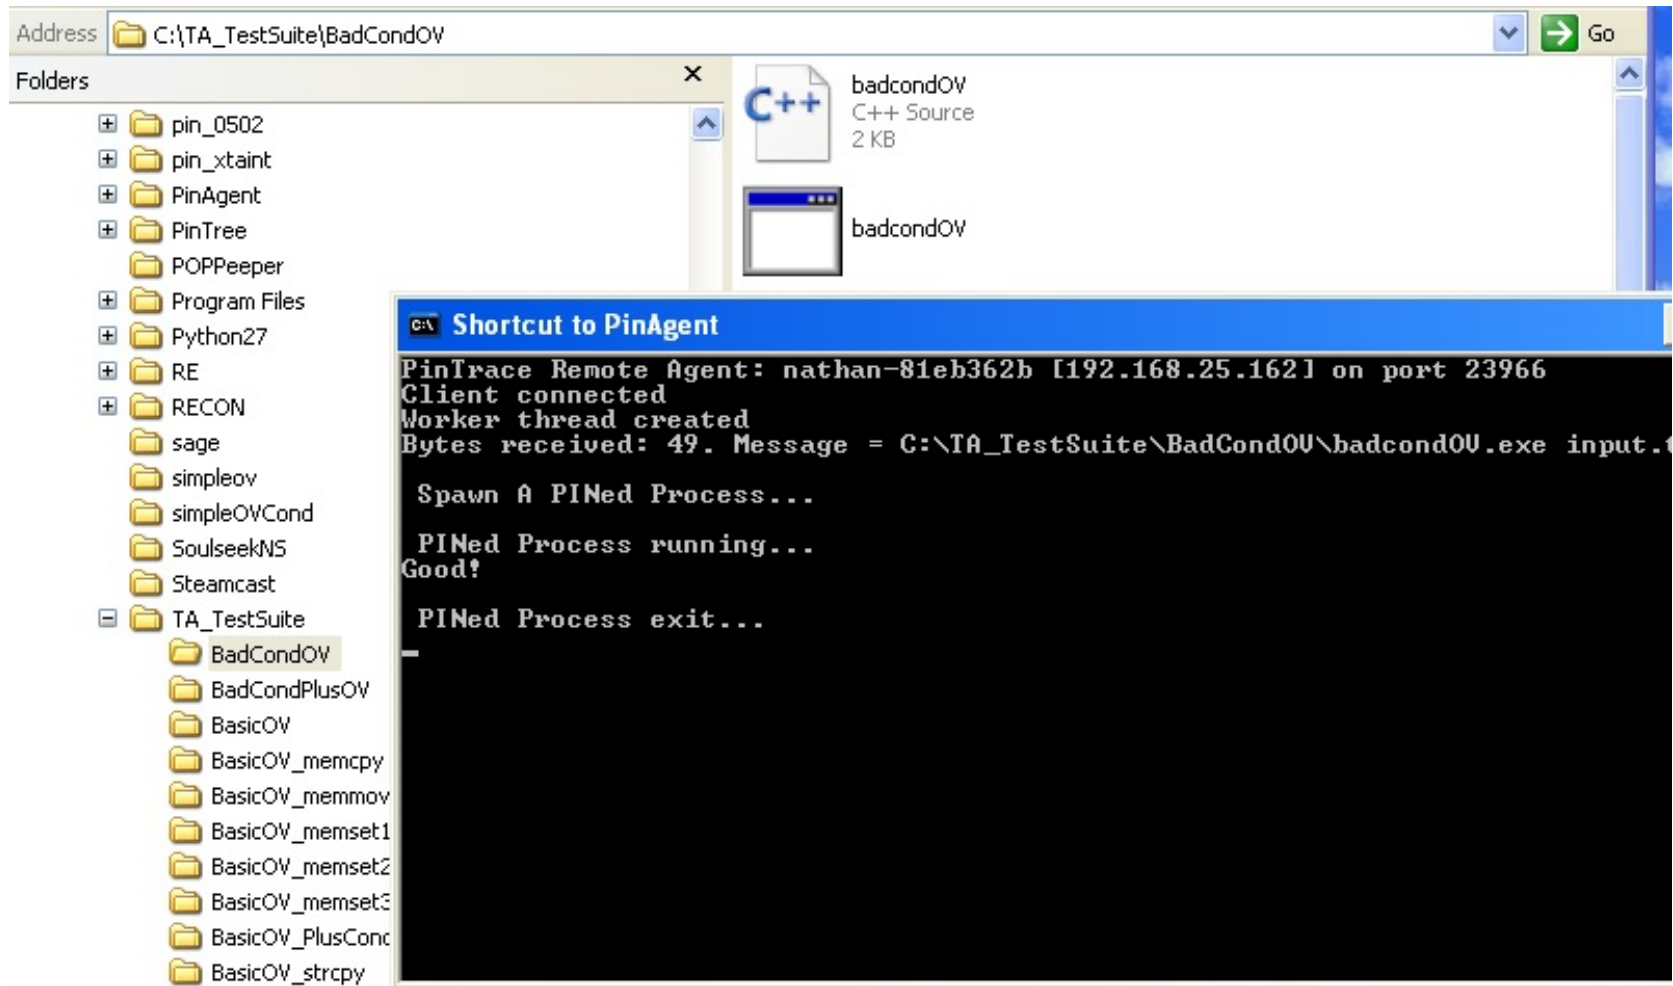 Address C:\TA_TestSuite\BadCondOV Go
Folders
pin_0502
pin_xtaint
PinAgent
PinTree
POPPeeper
Program Files
Python27
RE
RECON
sage
simpleov
simpleOVCond
SoulseekNS
Steamcast
TA_TestSuite
BadCondOV
BadCondPlusOV
BasicOV
BasicOV_memcpy
BasicOV_memmov
BasicOV_memset1
BasicOV_memset2
BasicOV_memset3
BasicOV_PlusCond
BasicOV_strcpy
C++
badcondOV
C++ Source
2 KB
badcondOV
C:\ Shortcut to PinAgent
PinTrace Remote Agent: nathan-81eb362b [192.168.25.162] on port 23966
Client connected
Worker thread created
Bytes received: 49. Message = C:\TA_TestSuite\BadCondOV\badcondOV.exe input.t
Spawn A PINed Process...
PINed Process running...
Good!
PINed Process exit...